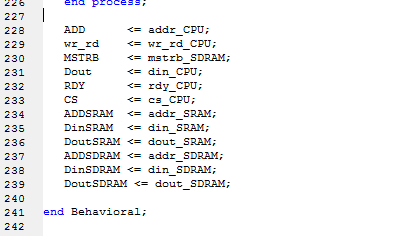 226 end process;
227
228 ADD <= addr_CPU;
229 wr_rd <= wr_rd_CPU;
230 MSTRB <= mstrb_SDRAM;
231 Dout <= din_CPU;
232 RDY <= rdy_CPU;
233 CS <= cs_CPU;
234 ADDSRAM <= addr_SRAM;
235 DinSRAM <= din_SRAM;
236 DoutSRAM <= dout_SRAM;
237 ADDSDRAM <= addr_SDRAM;
238 DinSDRAM <= din_SDRAM;
239 DoutSDRAM <= dout_SDRAM;
240
241 end Behavioral;
242